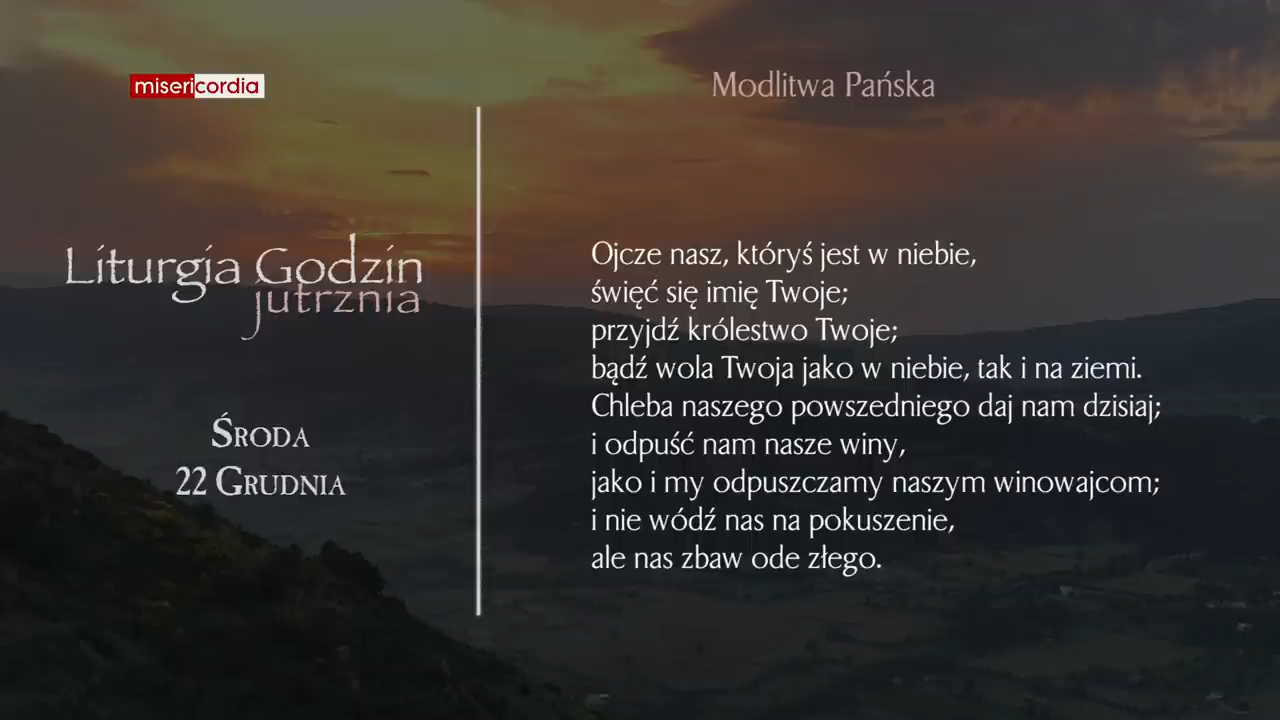 misericordia
Modlitwa Pańska
Liturgia Godzin
jutrznia
Środa
22 Grudnia
Ojcze nasz, któryś jest w niebie,
święć się imię Twoje;
przyjdź królestwo Twoje;
bądź wola Twoja jako w niebie, tak i na ziemi.
Chleba naszego powszedniego daj nam dzisiaj;
i odpuść nam nasze winy,
jako i my odpuszczamy naszym winowajcom;
i nie wódź nas na pokuszenie,
ale nas zbaw ode złego.